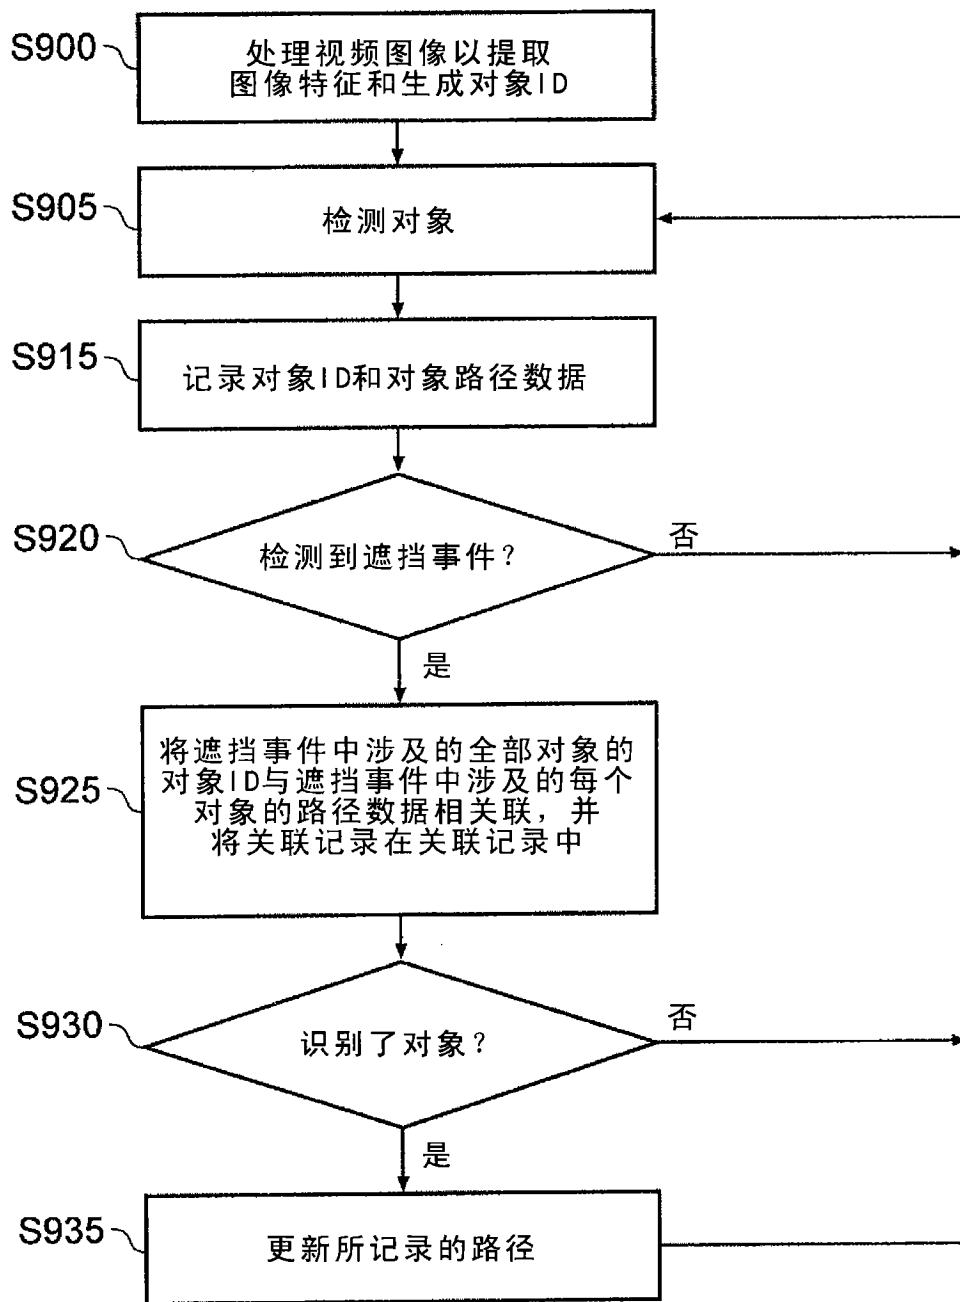 S900
处理视频图像以提取
图像特征和生成对象ID
S905
检测对象
S915
记录对象ID和对象路径数据
S920
检测到遮挡事件?
否
是
S925
将遮挡事件中涉及的全部对象的
对象ID与遮挡事件中涉及的每个
对象的路径数据相关联，并
将关联记录在关联记录中
S930
识别了对象?
否
是
S935
更新所记录的路径